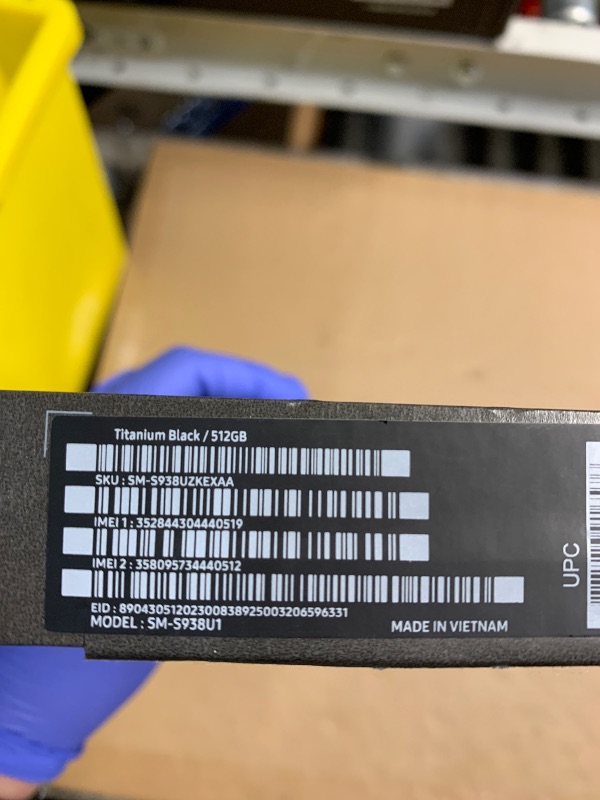 Titanium Black / 512GB
SKU : SM-S938UZKEXAA
IMEI 1 : 352844304440519
IMEI 2 : 358095734440512
EID : 89043051202300838925003206596331
MODEL : SM-S938U1
MADE IN VIETNAM
UPC